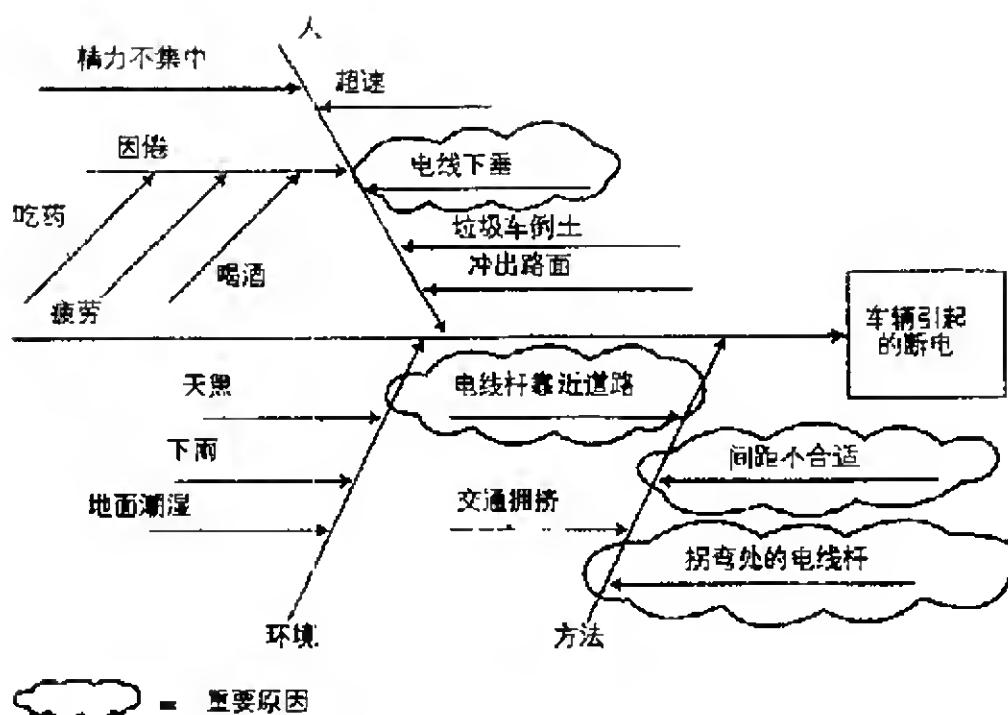 人
精力不集中
超速
因倦
电线下垂
吃药
垃圾车倒土
喝酒
冲出路面
疲劳
车辆引起
的断电
天黑
电线杆靠近道路
下雨
间距不合适
地面潮湿
交通拥挤
拐弯处的电线杆
环境
方法
= 重要原因